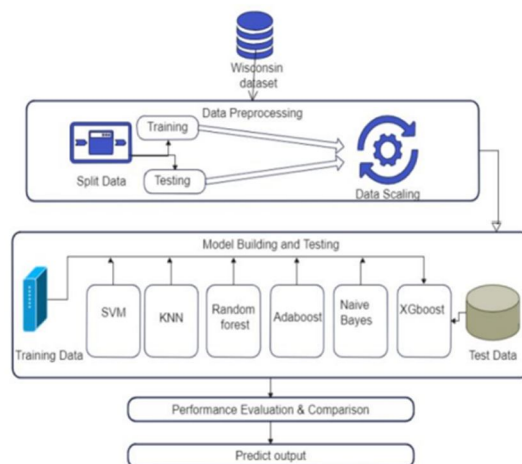 Wisconsin
dataset
Data Preprocessing
Training
Split Data
Testing
Data Scaling
Model Building and Testing
Training Data
SVM
KNN
Random
forest
Adaboost
Naive
Bayes
XGboost
Test Data
Performance Evaluation & Comparison
Predict output